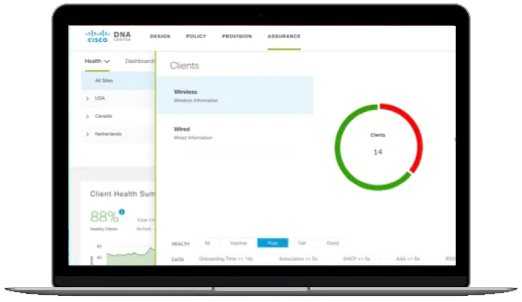 CISCO DNA CENTER DESIGN POLICY PROVISION ASSURANCE
Health Dashboard
Clients
All Sites
Wireless
Wireless Information
USA
Canada
Clients
Wired
Wired Information
Netherlands
14
Client Health Sum
88%
Healthy Clients
Active
HEALTH All Inactive Poor Fair Good
DATA Onboarding Time >= 10s Association >= 5s DHCP >= 5s AAA >= 5s